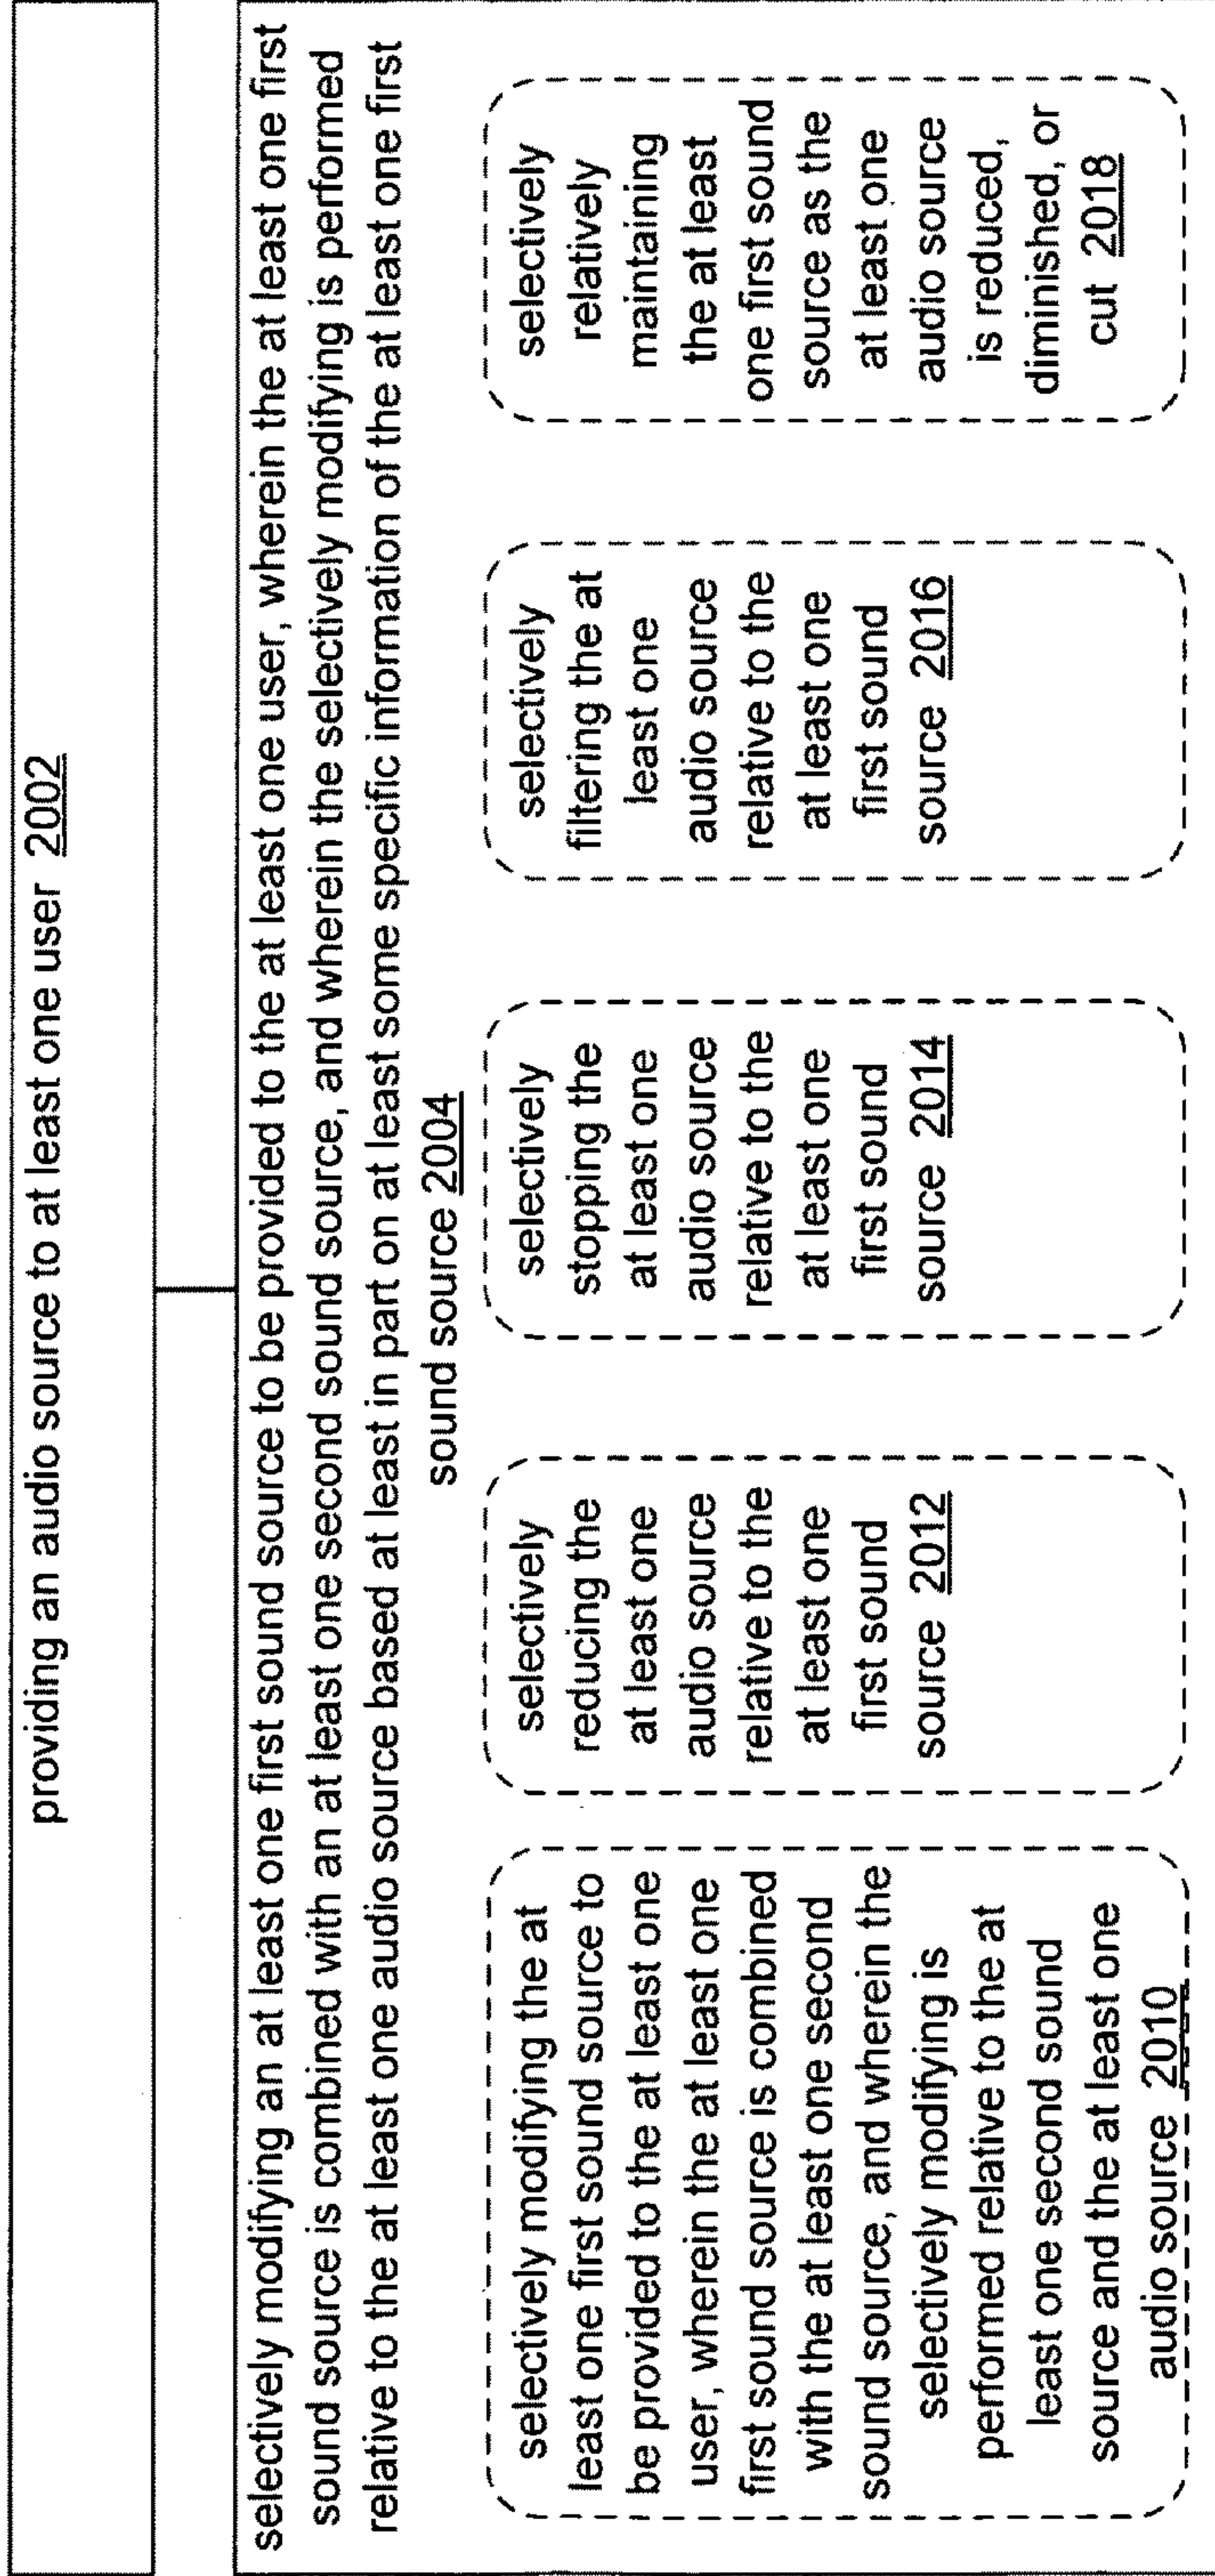 providing an audio source to at least one user 2002
selectively modifying an at least one first sound source to be provided to the at least one user, wherein the at least one first
sound source is combined with an at least one second sound source, and wherein the selectively modifying is performed
relative to the at least one audio source based at least in part on at least some specific information of the at least one first
sound source 2004
selectively modifying the at
least one first sound source to
be provided to the at least one
user, wherein the at least one
first sound source is combined
with the at least one second
sound source, and wherein the
selectively modifying is
performed relative to the at
least one second sound
source and the at least one
audio source 2010
selectively
reducing the
at least one
audio source
relative to the
at least one
first sound
source 2012
selectively
stopping the
at least one
audio source
relative to the
at least one
first sound
source 2014
selectively
filtering the at
least one
audio source
relative to the
at least one
first sound
source 2016
selectively
relatively
maintaining
the at least
one first sound
source as the
at least one
audio source
is reduced,
diminished, or
cut 2018